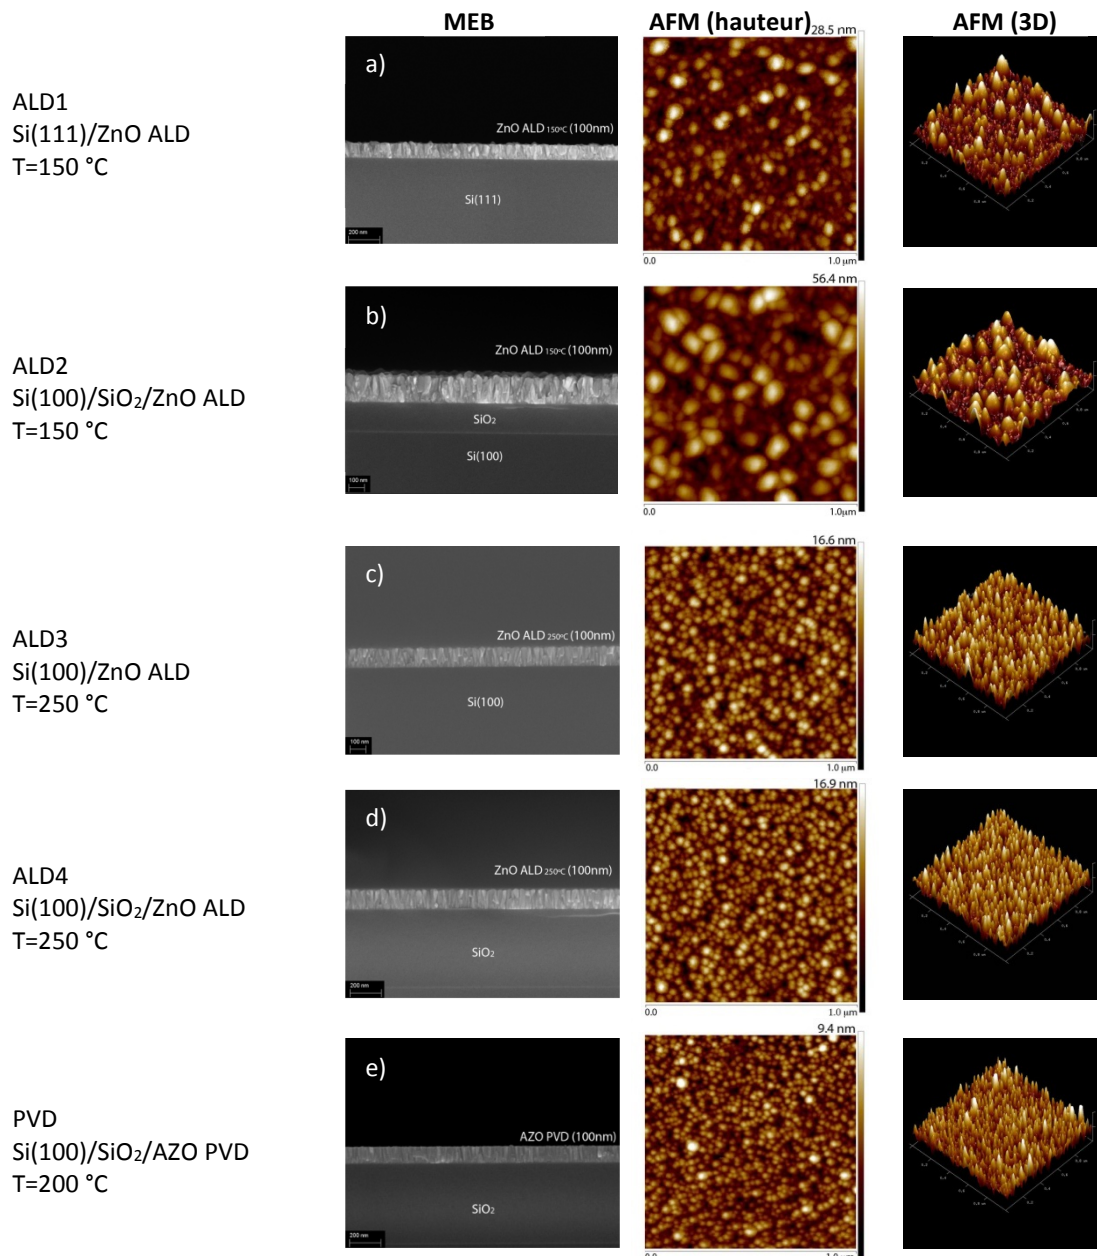 MEB AFM (hauteur) AFM (3D)
ALD1
Si(111)/ZnO ALD
T=150 °C
a)
ZnO ALD 150°C (100nm)
Si(111)
200 nm
28.5 nm
0.0 1.0 µm
ALD2
Si(100)/SiO₂/ZnO ALD
T=150 °C
b)
ZnO ALD 150°C (100nm)
SiO₂
Si(100)
100 nm
56.4 nm
0.0 1.0µm
ALD3
Si(100)/ZnO ALD
T=250 °C
c)
ZnO ALD 250°C (100nm)
Si(100)
100 nm
16.6 nm
0.0 1.0 µm
ALD4
Si(100)/SiO₂/ZnO ALD
T=250 °C
d)
ZnO ALD 250°C (100nm)
SiO₂
200 nm
16.9 nm
0.0 1.0 µm
PVD
Si(100)/SiO₂/AZO PVD
T=200 °C
e)
AZO PVD (100nm)
SiO₂
200 nm
9.4 nm
0.0 1.0 µm